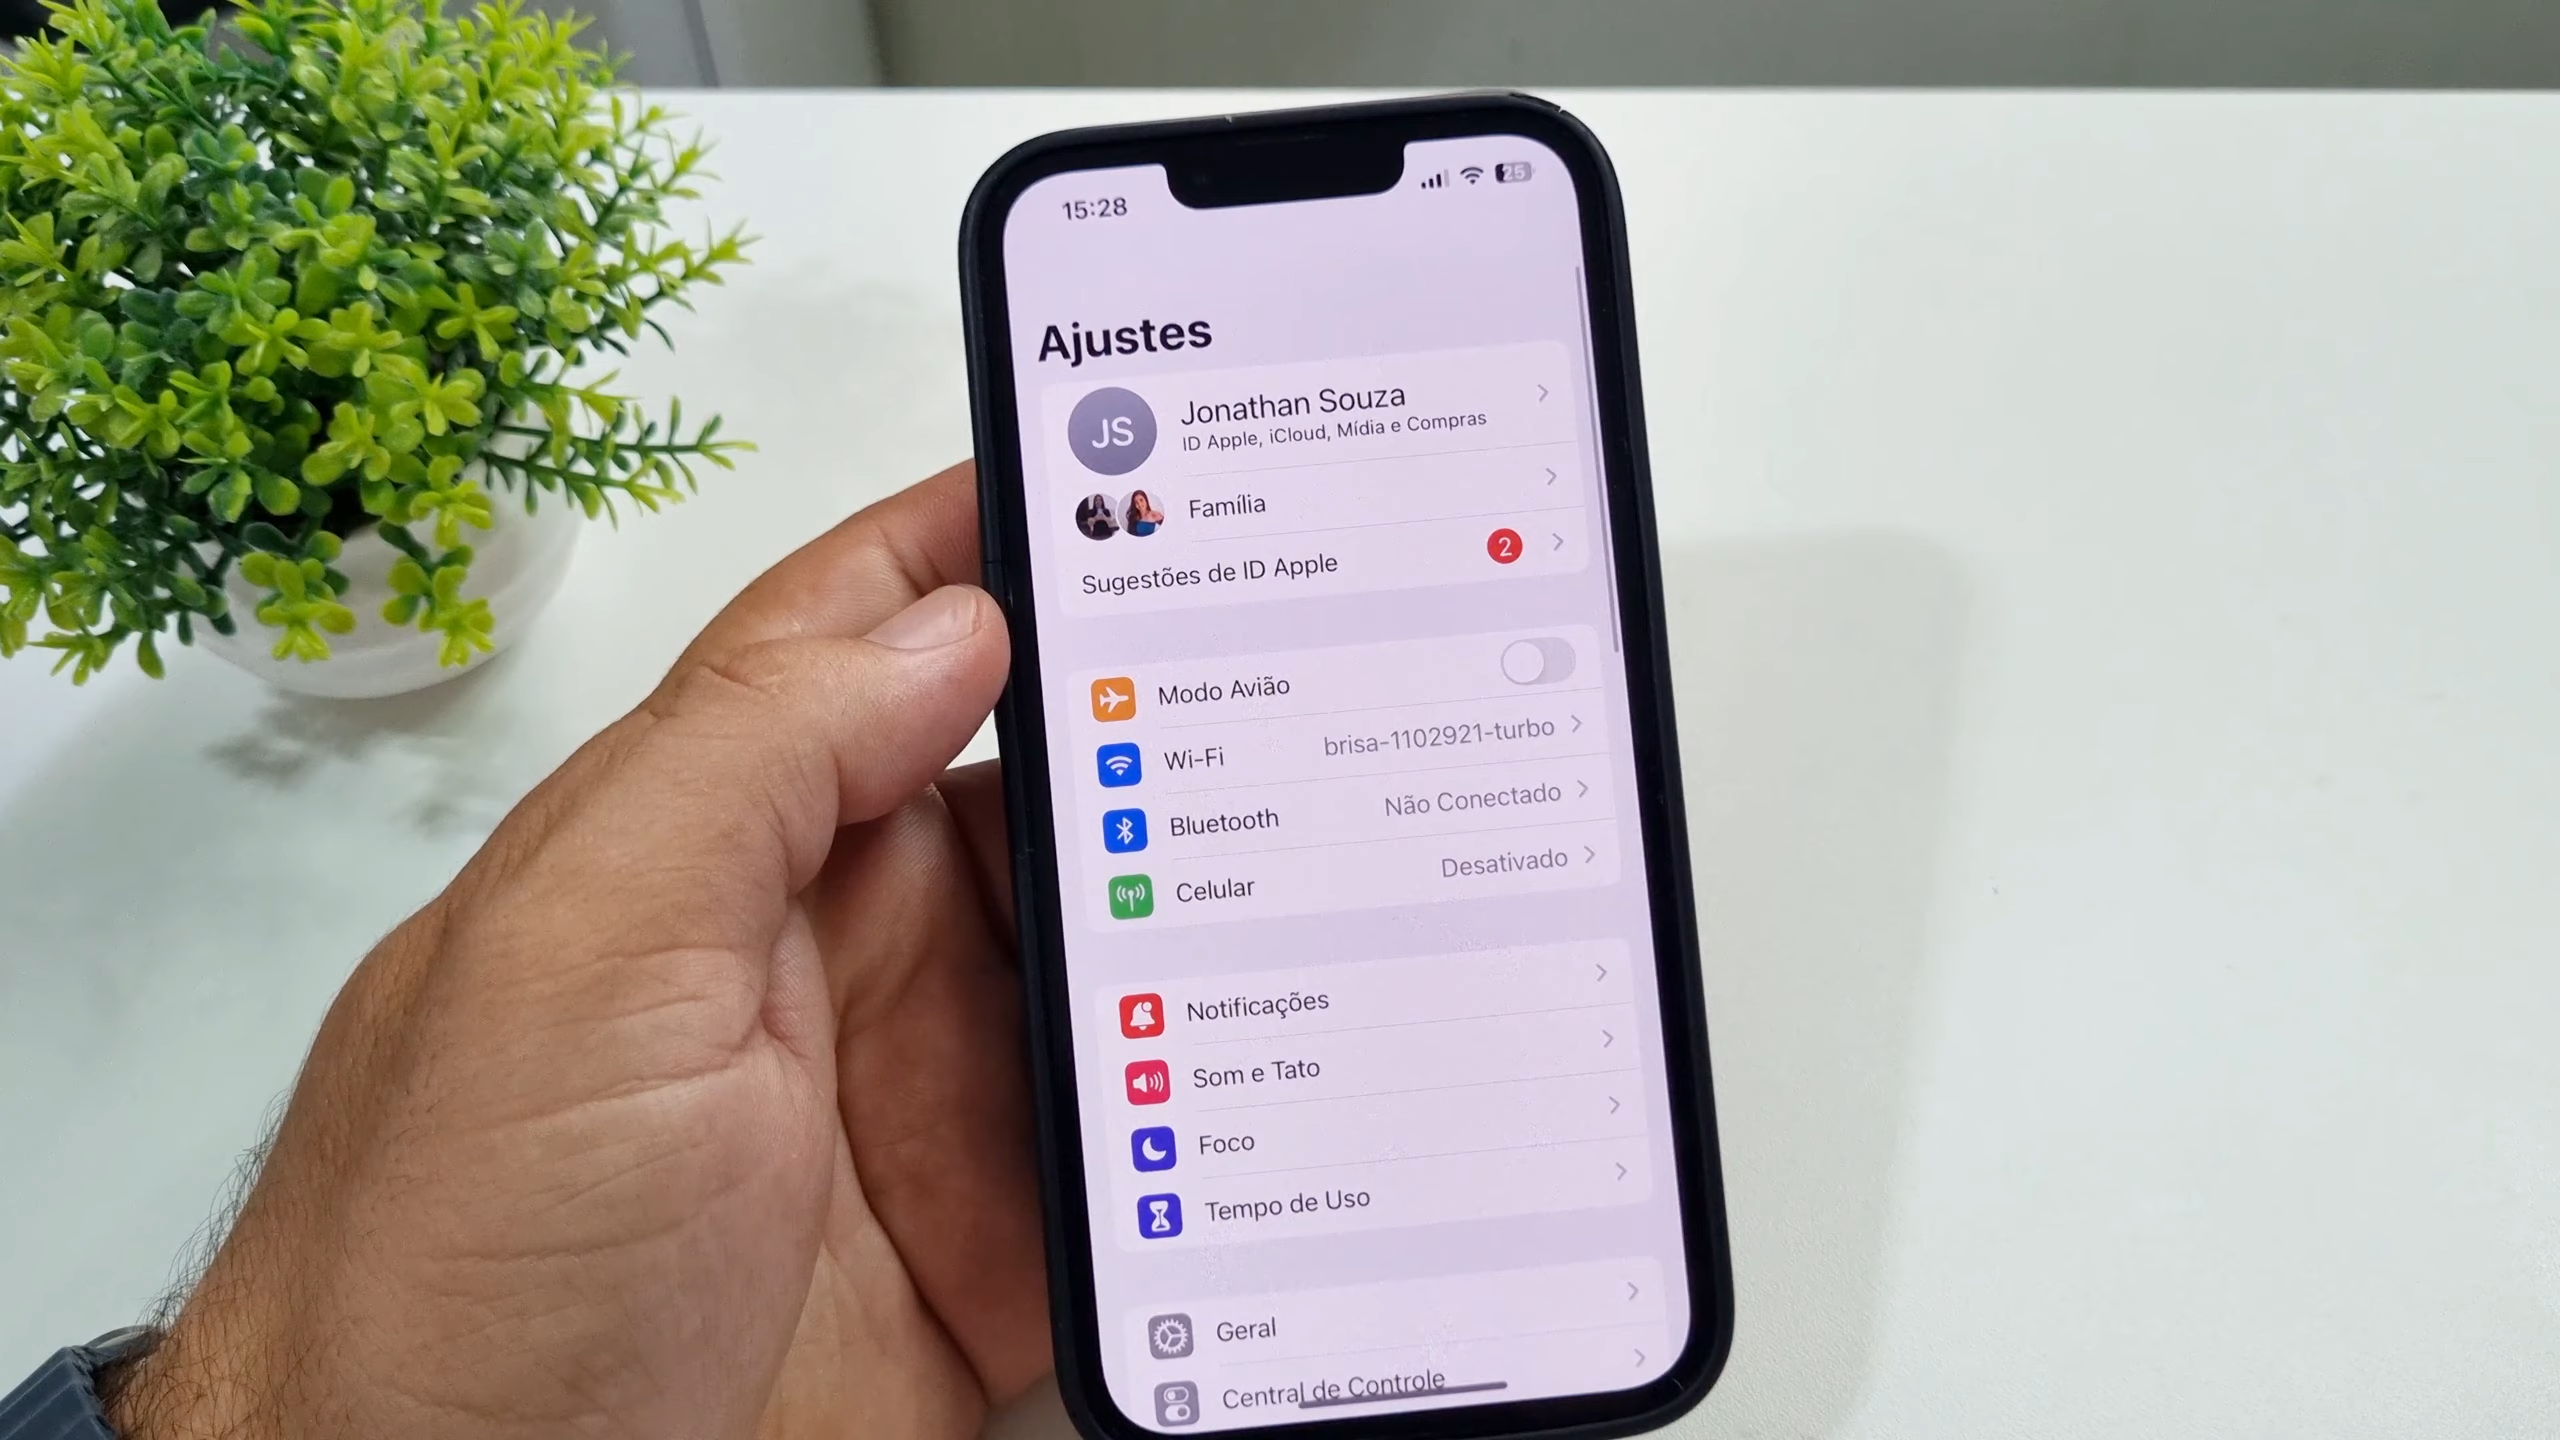 15:28
25
Ajustes
JS
Jonathan Souza
ID Apple, iCloud, Mídia e Compras
Família
Sugestões de ID Apple 2
Modo Avião
Wi-Fi brisa-1102921-turbo
Bluetooth Não Conectado
Celular Desativado
Notificações
Som e Tato
Foco
Tempo de Uso
Geral
Central de Controle